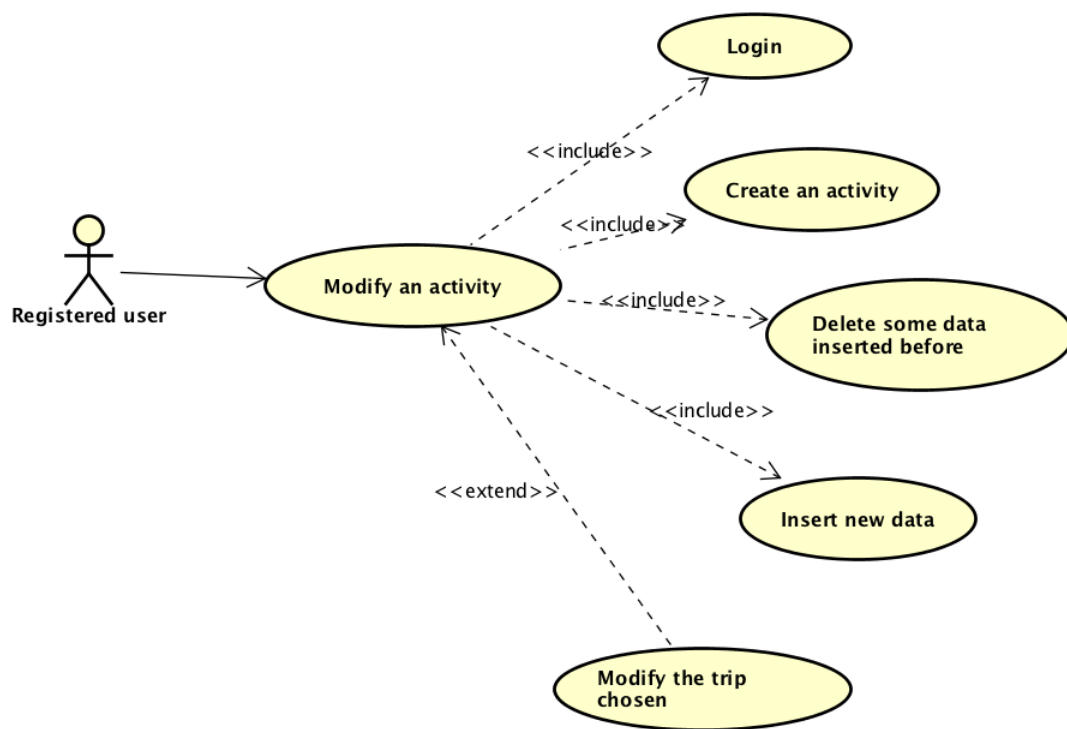 Login
<<include>>
Create an activity
<<include>>
Registered user
Modify an activity
<<include>>
Delete some data
inserted before
<<include>>
<<extend>>
Insert new data
Modify the trip
chosen